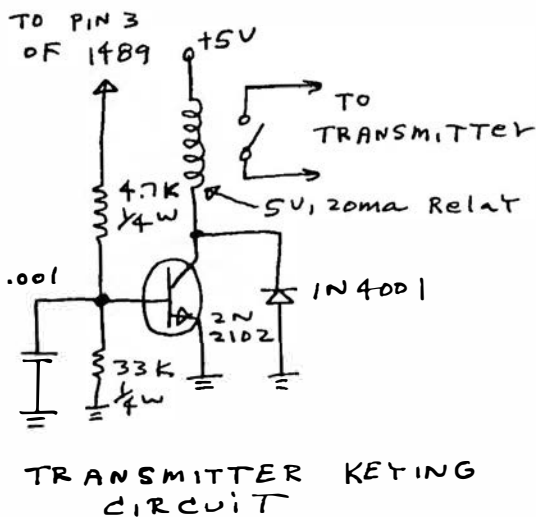 TO PIN 3
OF 1489
+5V
TO
TRANSMITTER
4.7K
1/4W
5V, 20ma Relay
.001
1N4001
2N
2102
33K
1/4W
TRANSMITTER KEYING
CIRCUIT